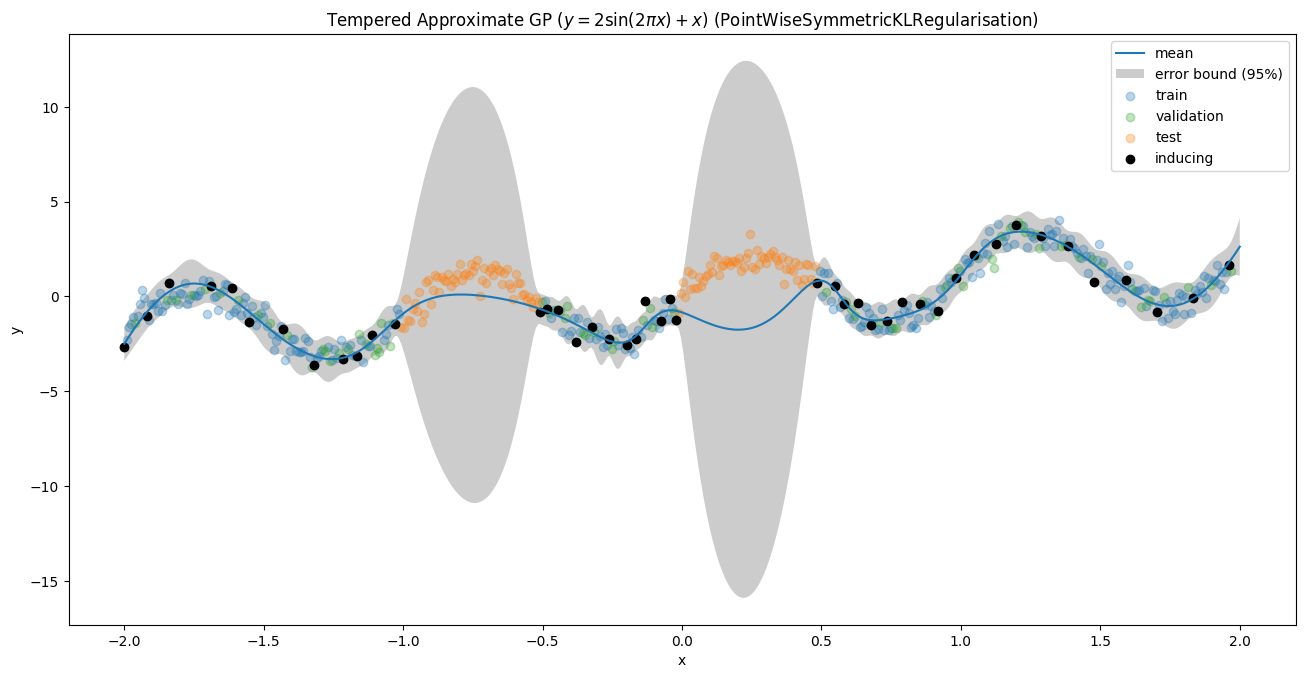 Tempered Approximate GP (y = 2sin(2πx) + x) (PointWiseSymmetricKLRegularisation)
mean
error bound (95%)
train
validation
test
inducing
10
5
0
−5
−10
−15
y
−2.0 −1.5 −1.0 −0.5 0.0 0.5 1.0 1.5 2.0
x